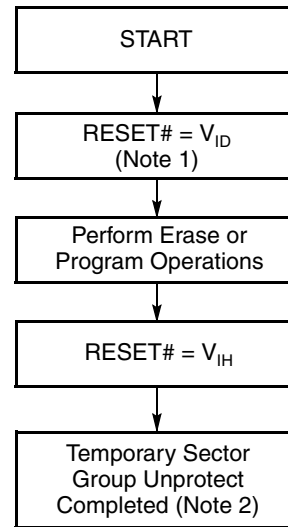 START
RESET# = VID
(Note 1)
Perform Erase or
Program Operations
RESET# = VIH
Temporary Sector
Group Unprotect
Completed (Note 2)